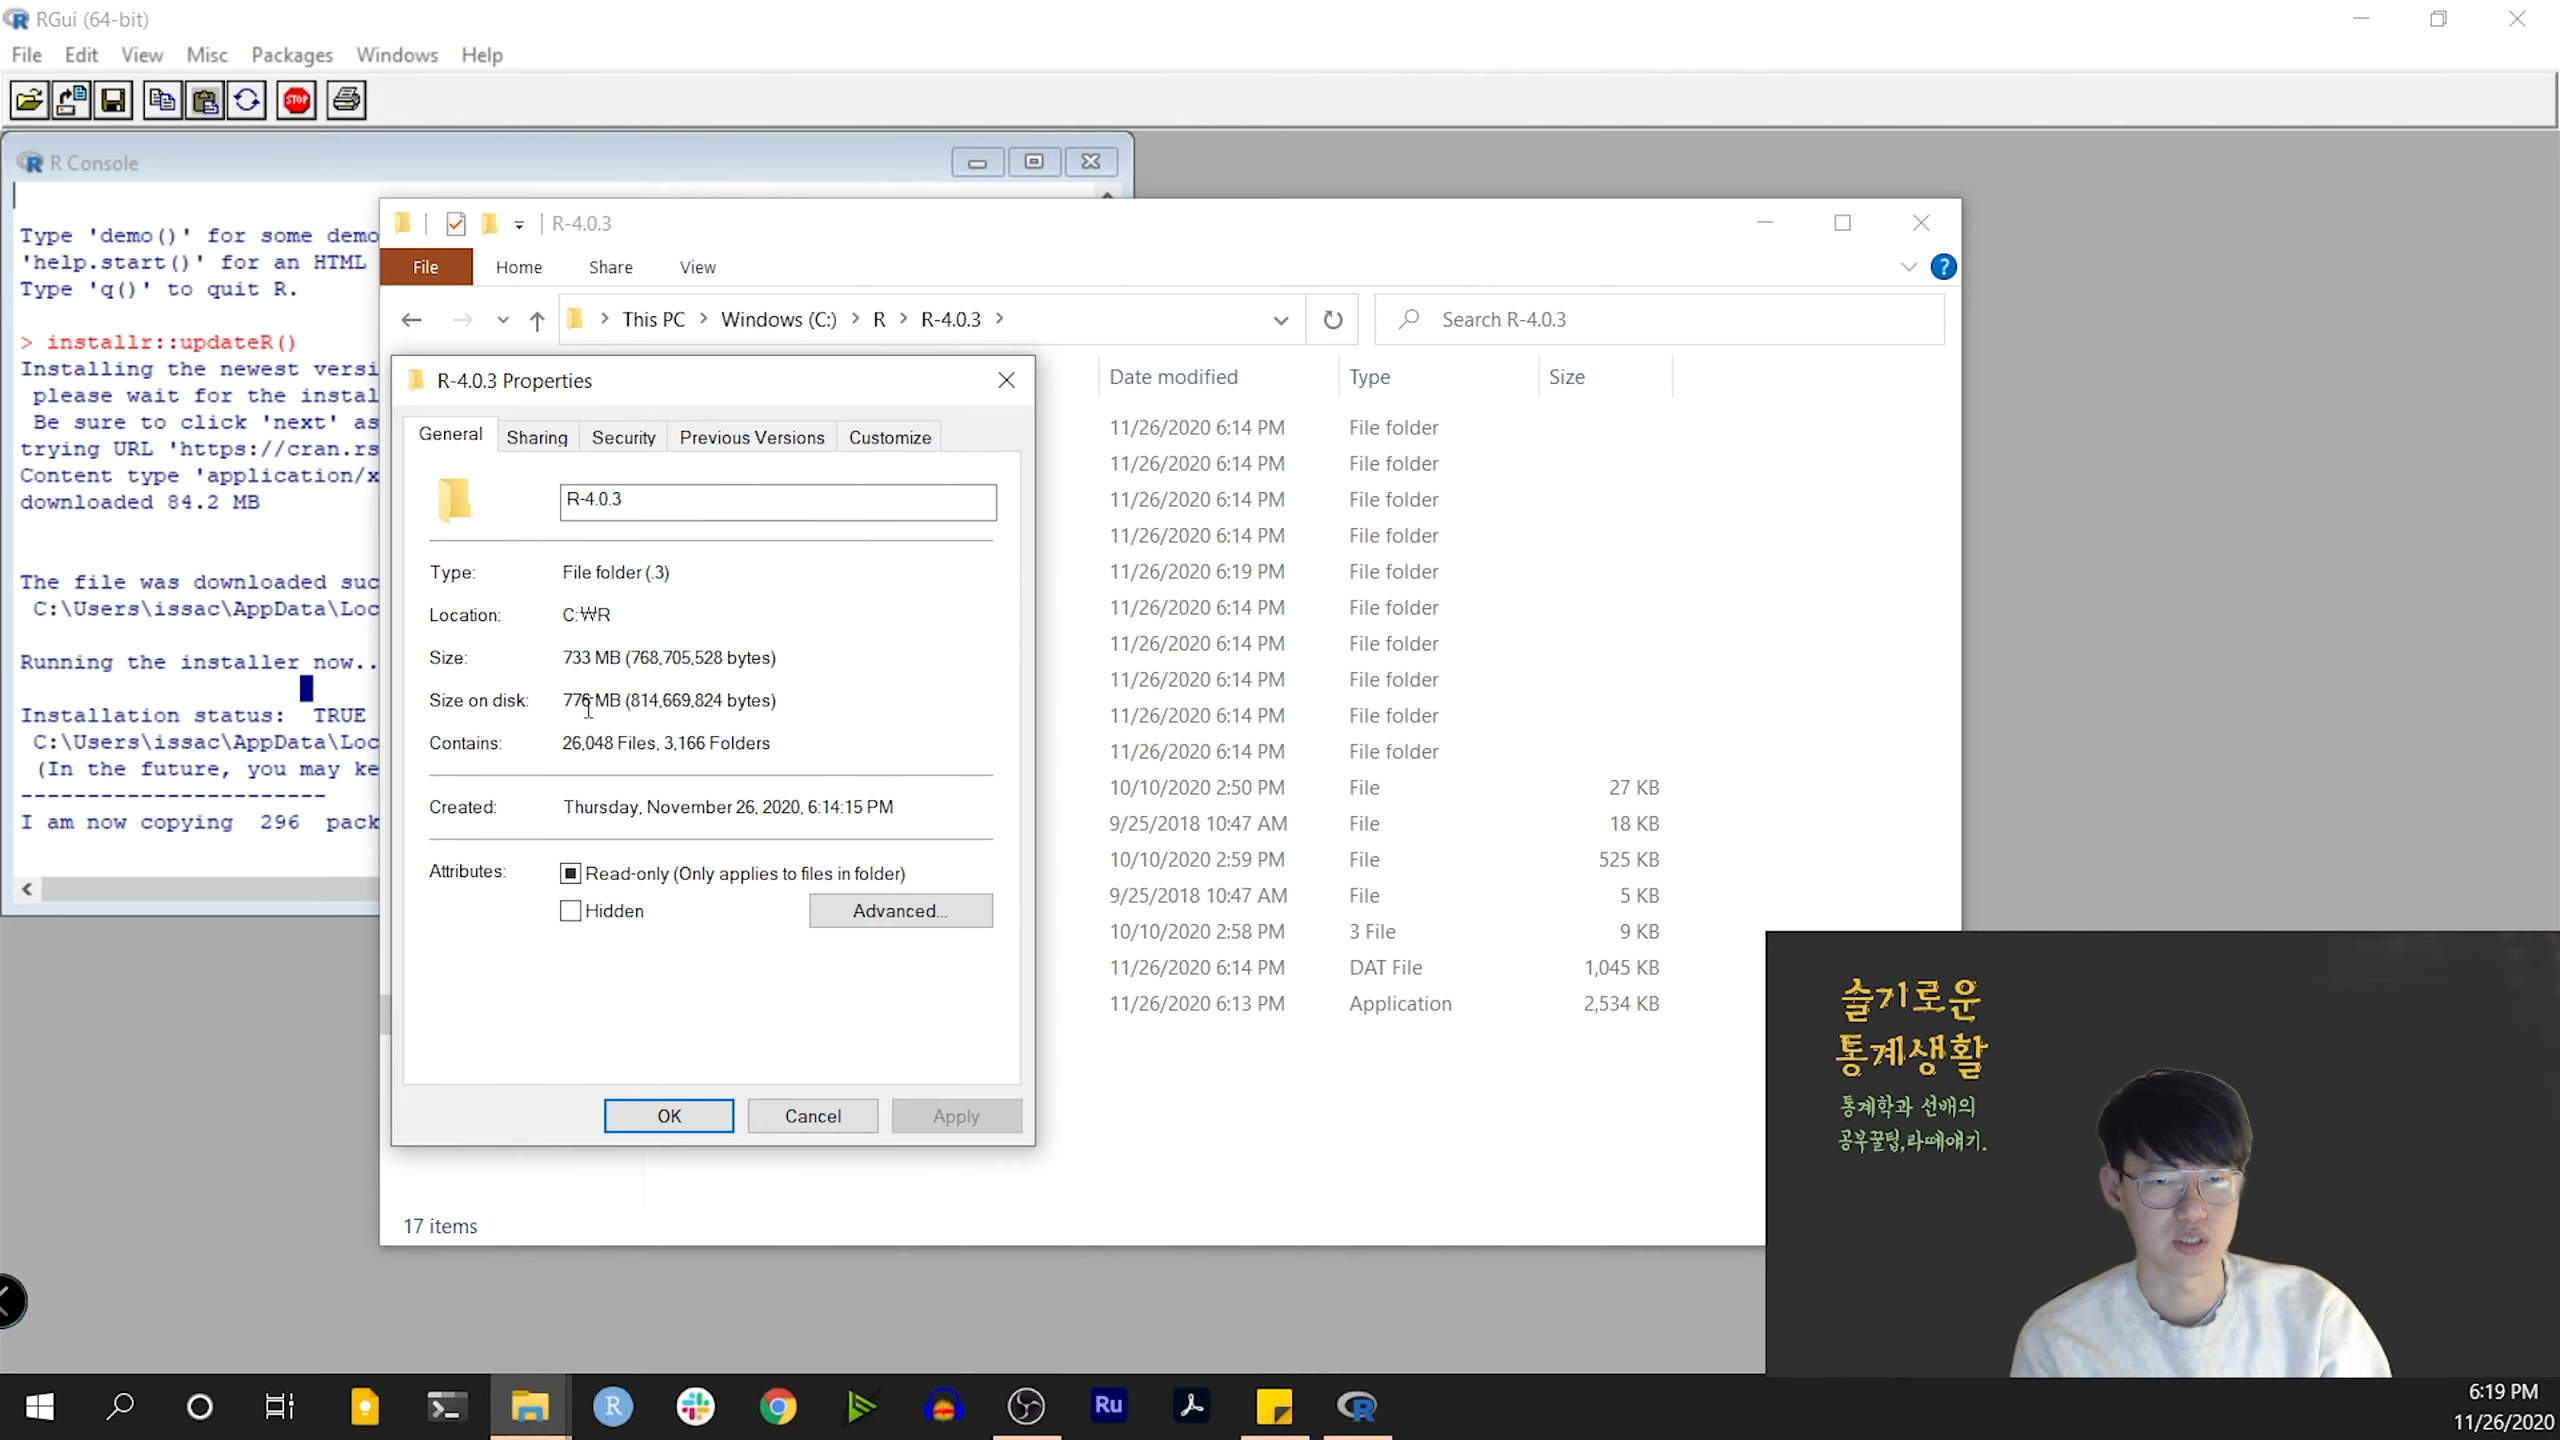 RGui (64-bit)
File Edit View Misc Packages Windows Help
STOP
R Console
Type 'demo()' for some demo
'help.start()' for an HTML
Type 'q()' to quit R.
> installr::updateR()
Installing the newest versi
please wait for the instal
Be sure to click 'next' as
trying URL 'https://cran.rs
Content type 'application/x
downloaded 84.2 MB
The file was downloaded suc
C:\Users\issac\AppData\Loc
Running the installer now..
Installation status: TRUE
C:\Users\issac\AppData\Loc
(In the future, you may ke
-----------------------
I am now copying 296 pack
R-4.0.3
File Home Share View
This PC > Windows (C:) > R > R-4.0.3 >
Search R-4.0.3
Date modified Type Size
11/26/2020 6:14 PM File folder
11/26/2020 6:14 PM File folder
11/26/2020 6:14 PM File folder
11/26/2020 6:14 PM File folder
11/26/2020 6:19 PM File folder
11/26/2020 6:14 PM File folder
11/26/2020 6:14 PM File folder
11/26/2020 6:14 PM File folder
11/26/2020 6:14 PM File folder
11/26/2020 6:14 PM File folder
10/10/2020 2:50 PM File 27 KB
9/25/2018 10:47 AM File 18 KB
10/10/2020 2:59 PM File 525 KB
9/25/2018 10:47 AM File 5 KB
10/10/2020 2:58 PM 3 File 9 KB
11/26/2020 6:14 PM DAT File 1,045 KB
11/26/2020 6:13 PM Application 2,534 KB
17 items
R-4.0.3 Properties
General Sharing Security Previous Versions Customize
R-4.0.3
Type: File folder (.3)
Location: C:₩R
Size: 733 MB (768,705,528 bytes)
Size on disk: 776 MB (814,669,824 bytes)
Contains: 26,048 Files, 3,166 Folders
Created: Thursday, November 26, 2020, 6:14:15 PM
Attributes: Read-only (Only applies to files in folder)
Hidden Advanced...
OK Cancel Apply
슬기로운
통계생활
통계학과 선배의
공부꿀팁,라떼얘기.
Ru
6:19 PM
11/26/2020